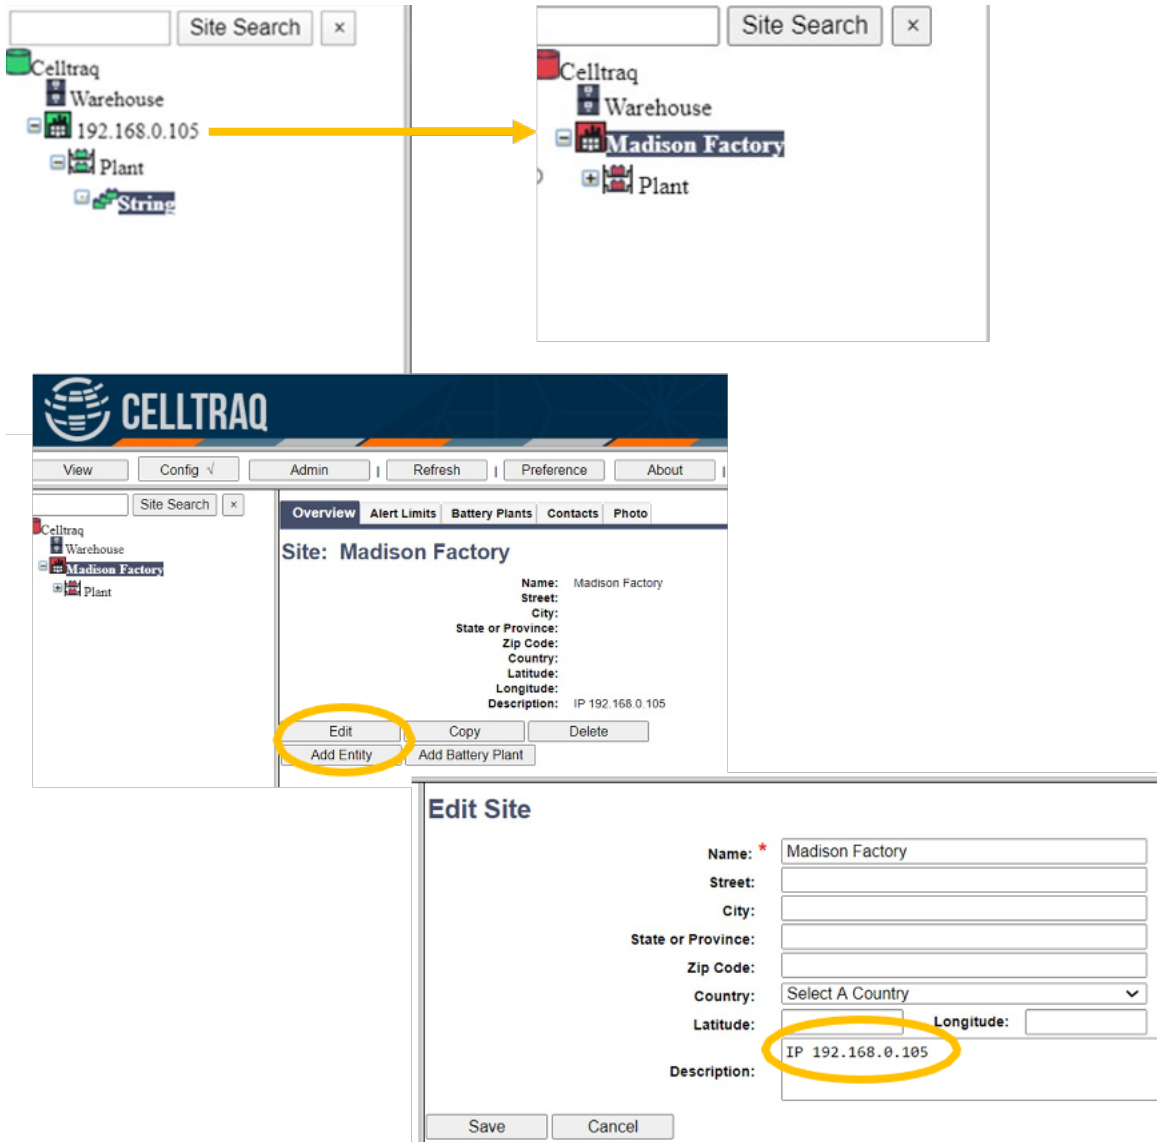 Site Search ×
Celltraq
Warehouse
192.168.0.105
Plant
String
Site Search ×
Celltraq
Warehouse
Madison Factory
Plant
CELLTRAQ
View Config √ Admin | Refresh | Preference About |
Site Search ×
Celltraq
Warehouse
Madison Factory
Plant
Overview Alert Limits Battery Plants Contacts Photo
Site: Madison Factory
Name: Madison Factory
Street:
City:
State or Province:
Zip Code:
Country:
Latitude:
Longitude:
Description: IP 192.168.0.105
Edit Copy Delete
Add Entity Add Battery Plant
Edit Site
Name: * Madison Factory
Street:
City:
State or Province:
Zip Code:
Country: Select A Country
Latitude: Longitude:
Description: IP 192.168.0.105
Save Cancel